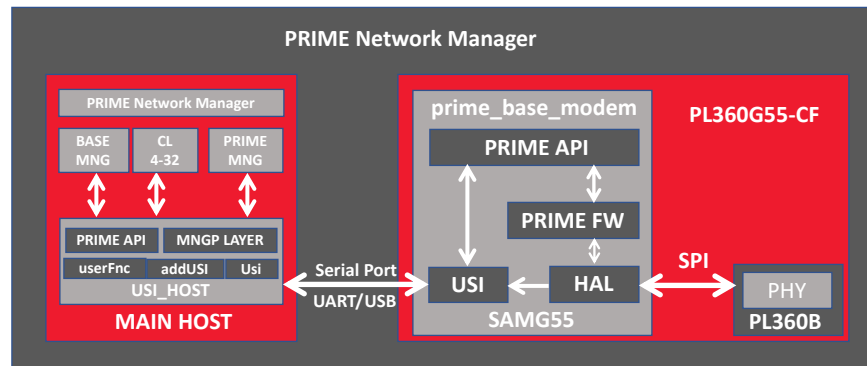 PRIME Network Manager
PRIME Network Manager
BASE
MNG
CL
4-32
PRIME
MNG
PRIME API
MNGP LAYER
userFnc
addUSI
Usi
USI_HOST
MAIN HOST
Serial Port
UART/USB
prime_base_modem
PRIME API
PRIME FW
USI
HAL
SAMG55
PL360G55-CF
SPI
PHY
PL360B